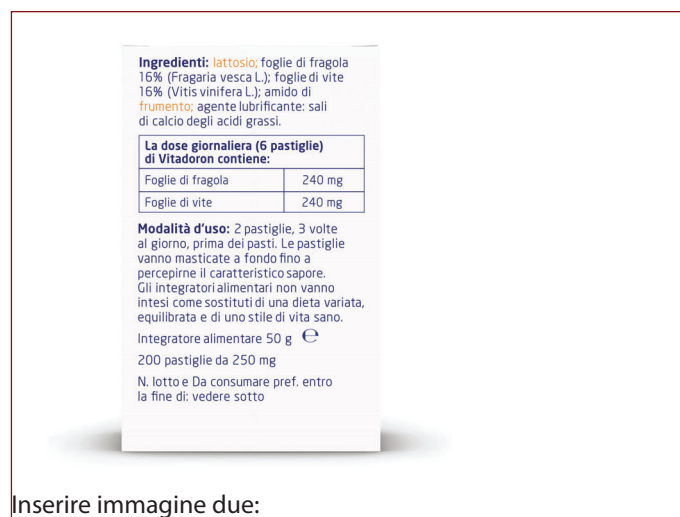 Ingredienti: lattosio; foglie di fragola
16% (Fragaria vesca L.); foglie di vite
16% (Vitis vinifera L.); amido di
frumento; agente lubrificante: sali
di calcio degli acidi grassi.
La dose giornaliera (6 pastiglie)
di Vitadoron contiene:
Foglie di fragola 240 mg
Foglie di vite 240 mg
Modalità d'uso: 2 pastiglie, 3 volte
al giorno, prima dei pasti. Le pastiglie
vanno masticate a fondo fino a
percepirne il caratteristico sapore.
Gli integratori alimentari non vanno
intesi come sostituti di una dieta variata,
equilibrata e di uno stile di vita sano.
Integratore alimentare 50 g ℮
200 pastiglie da 250 mg
N. lotto e Da consumare pref. entro
la fine di: vedere sotto
Inserire immagine due: